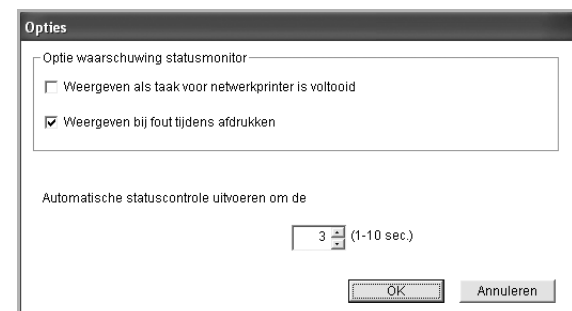 Opties
Optie waarschuwing statusmonitor
Weergeven als taak voor netwerkprinter is voltooid
Weergeven bij fout tijdens afdrukken
Automatische statuscontrole uitvoeren om de
3 (1-10 sec.)
OK Annuleren